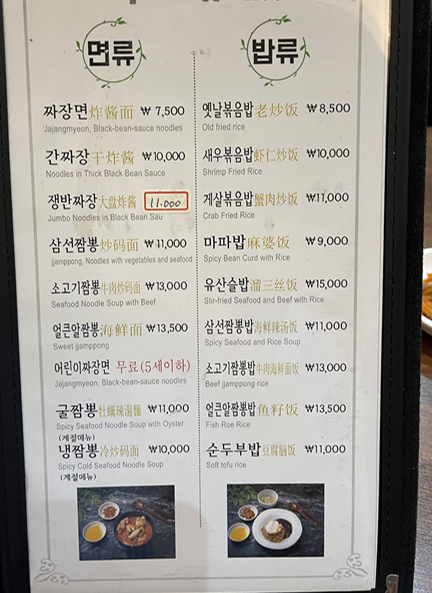 면류
짜장면炸酱面 ₩7,500
Jajangmyeon, Black-bean-sauce noodles
간짜장干炸酱 ₩10,000
Noodles in Thick Black Bean Sauce
쟁반짜장大盘炸酱 11.000
Jumbo Noodles in Black Bean Sau
삼선짬뽕炒码面 ₩11,000
jjamppong, Noodles with vegetables and seafood
소고기짬뽕牛肉炒码面 ₩13,000
Seafood Noodle Soup with Beef
얼큰알짬뽕海鲜面 ₩13,500
Sweet jjamppong
어린이짜장면 무료(5세이하)
Jajangmyeon, Black-bean-sauce noodles
굴짬뽕牡蠣辣湯麵 ₩11,000
Spicy Seafood Noodle Soup with Oyster
(계절메뉴)
냉짬뽕冷炒码面 ₩10,000
Spicy Cold Seafood Noodle Soup
(계절메뉴)
밥류
옛날볶음밥老炒饭 ₩8,500
Old fried rice
새우볶음밥虾仁炒饭 ₩10,000
Shrimp Fried Rice
게살볶음밥蟹肉炒饭 ₩11,000
Crab Fried Rice
마파밥麻婆饭 ₩9,000
Spicy Bean Curd with Rice
유산슬밥溜三丝饭 ₩15,000
Stir-fried Seafood and Beef with Rice
삼선짬뽕밥海鲜辣汤饭 ₩11,000
Spicy Seafood and Rice Soup
소고기짬뽕밥牛肉海鲜面饭 ₩13,000
Beef jjamppong rice
얼큰알짬뽕밥鱼籽饭 ₩13,500
Fish Roe Rice
순두부밥豆腐脑饭 ₩11,000
Soft tofu rice